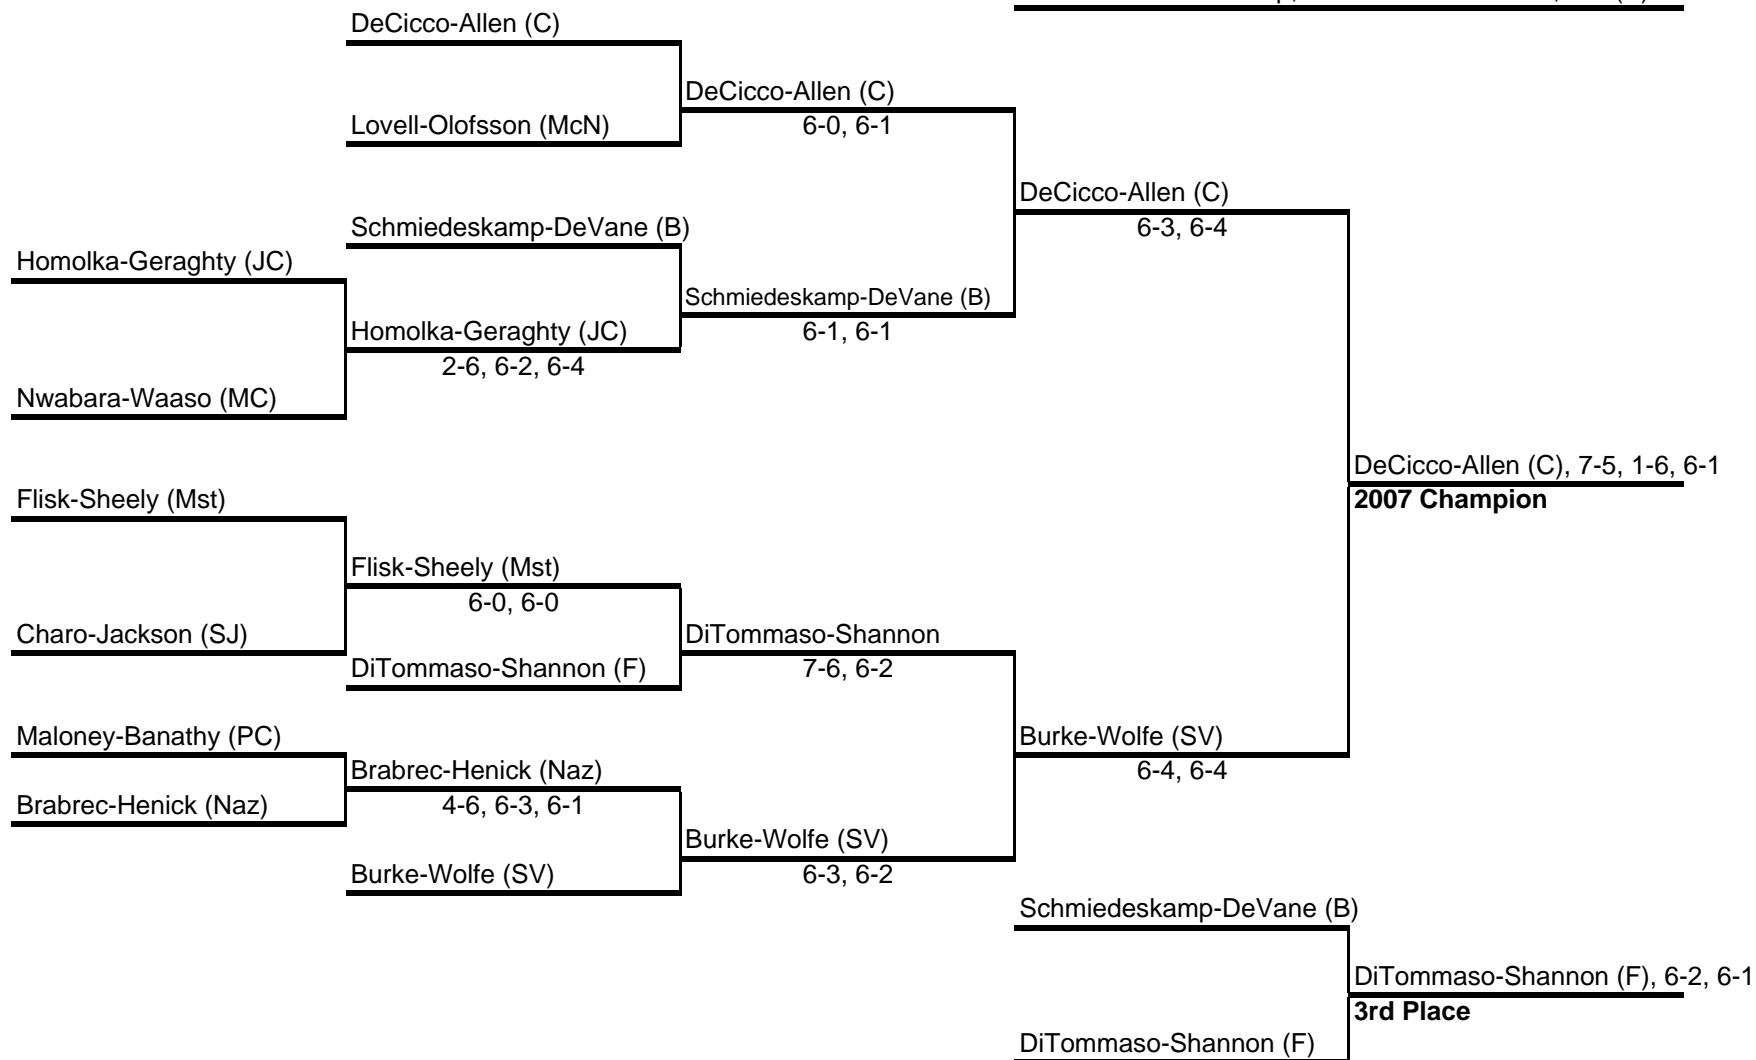 DeCicco-Allen (C)
DeCicco-Allen (C)
6-0, 6-1
Lovell-Olofsson (McN)
DeCicco-Allen (C)
6-3, 6-4
Schmiedeskamp-DeVane (B)
Homolka-Geraghty (JC)
Schmiedeskamp-DeVane (B)
6-1, 6-1
Homolka-Geraghty (JC)
2-6, 6-2, 6-4
Nwabara-Waaso (MC)
DeCicco-Allen (C), 7-5, 1-6, 6-1
2007 Champion
Flisk-Sheely (Mst)
Flisk-Sheely (Mst)
6-0, 6-0
Charo-Jackson (SJ)
DiTommaso-Shannon
7-6, 6-2
DiTommaso-Shannon (F)
Maloney-Banathy (PC)
Burke-Wolfe (SV)
6-4, 6-4
Brabrec-Henick (Naz)
4-6, 6-3, 6-1
Brabrec-Henick (Naz)
Burke-Wolfe (SV)
6-3, 6-2
Burke-Wolfe (SV)
Schmiedeskamp-DeVane (B)
DiTommaso-Shannon (F), 6-2, 6-1
3rd Place
DiTommaso-Shannon (F)